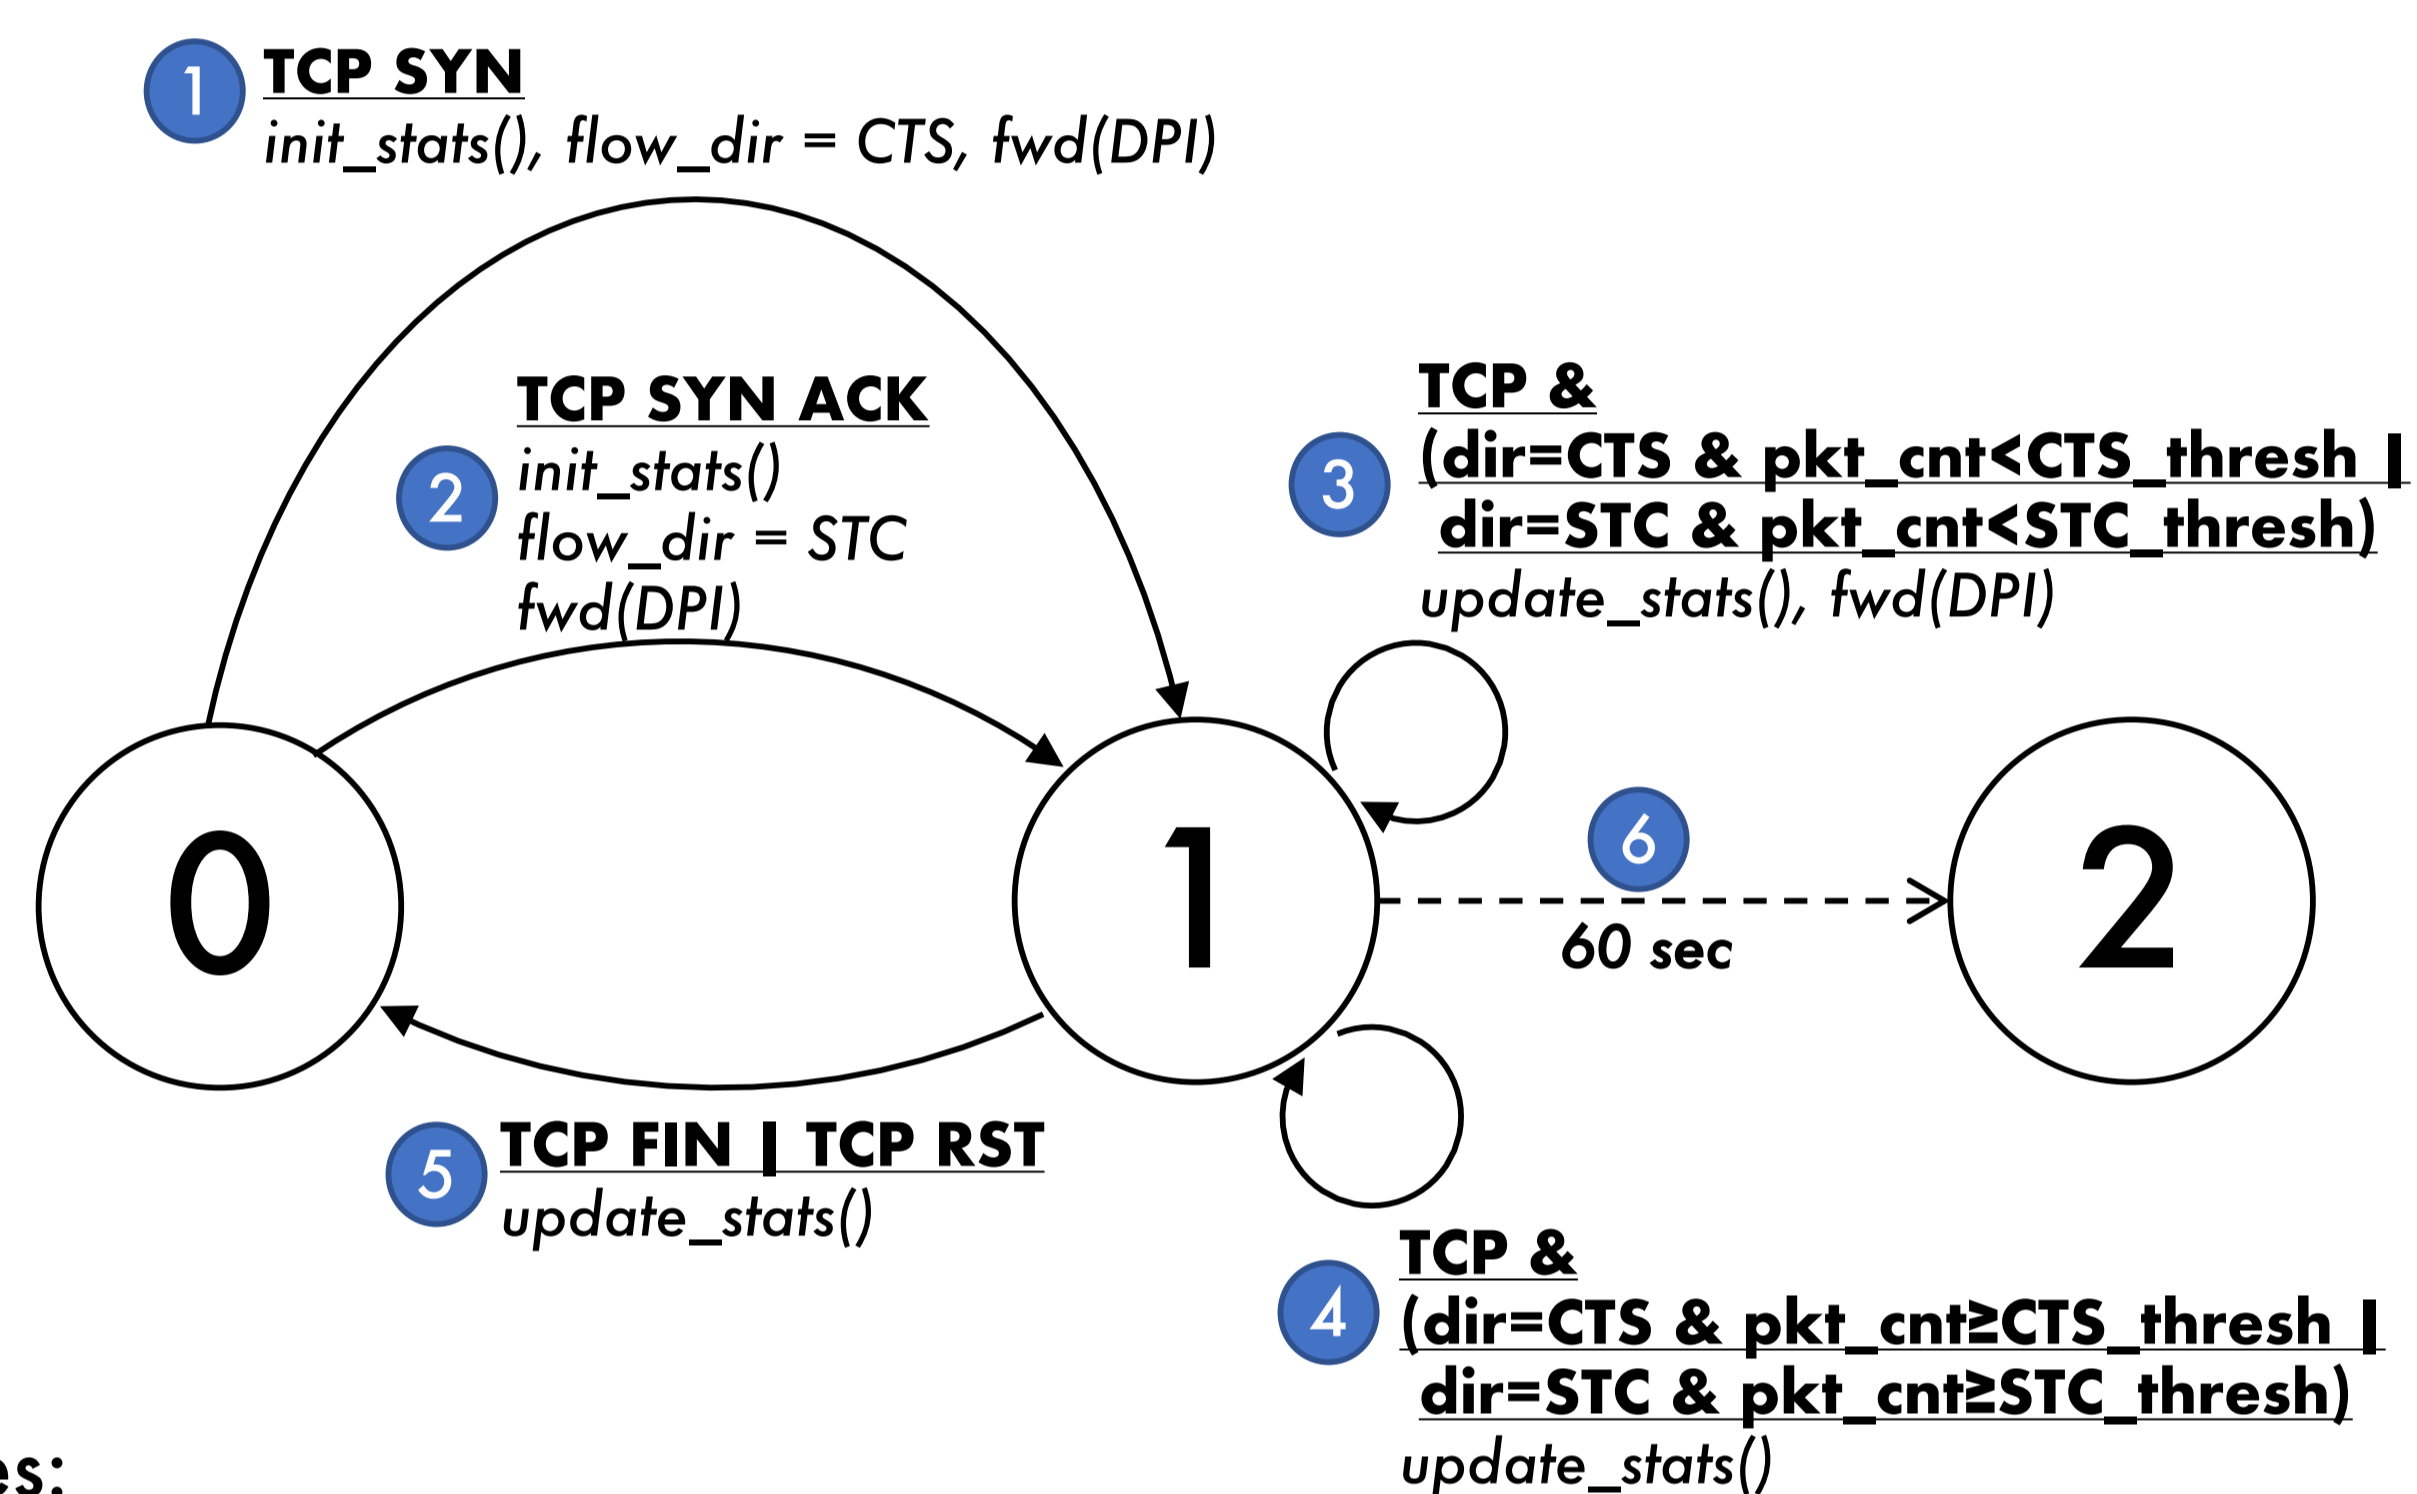 1
TCP SYN
init_stats(), flow_dir = CTS, fwd(DPI)
2
TCP SYN ACK
init_stats()
flow_dir = STC
fwd(DPI)
3
TCP &
(dir=CTS & pkt_cnt<CTS_thresh |
dir=STC & pkt_cnt<STC_thresh)
update_stats(), fwd(DPI)
0
1
6
60 sec
2
5
TCP FIN | TCP RST
update_stats()
4
TCP &
(dir=CTS & pkt_cnt≥CTS_thresh |
dir=STC & pkt_cnt≥STC_thresh)
update_stats()
es: